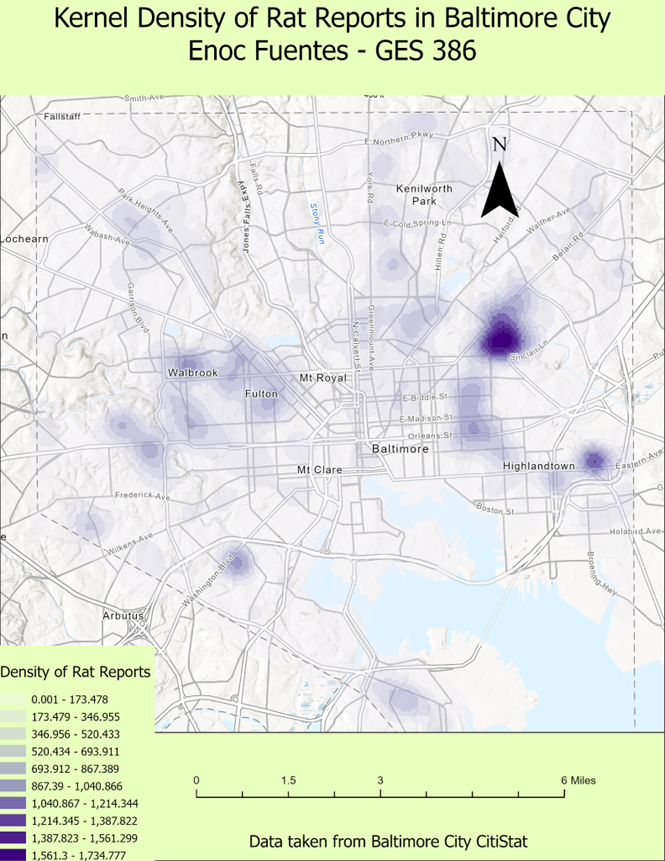 Kernel Density of Rat Reports in Baltimore City
Enoc Fuentes - GES 386
Smith-Ave
Fallstaff
N
E-Northern-Pkwy
Falls-Rd
York-Rd
Kenilworth
Park
Park-Heights-Ave
Jones-Falls-Expy
Stony Run
E-Cold-Spring-Ln
Harford-Rd
Walther-Ave
Lochearn
Wabash-Ave
Hillen-Rd
Belair-Rd
Garrison-Blvd
N-Calvert-St
Greenmount-Ave
Sinclair-Ln
Walbrook
Mt Royal
Fulton
E-Biddle-St
E-Madison-St
Orleans-St
Baltimore
Mt Clare
Highlandtown
Eastern-Ave
Frederick-Ave
Boston-St
Wilkens-Ave
Holabird-Ave
Washington-Blvd
Broening-Hwy
Arbutus
Density of Rat Reports
0.001 - 173.478
173.479 - 346.955
346.956 - 520.433
520.434 - 693.911
693.912 - 867.389
867.39 - 1,040.866
1,040.867 - 1,214.344
1,214.345 - 1,387.822
1,387.823 - 1,561.299
1,561.3 - 1,734.777
0 1.5 3 6 Miles
Data taken from Baltimore City CitiStat